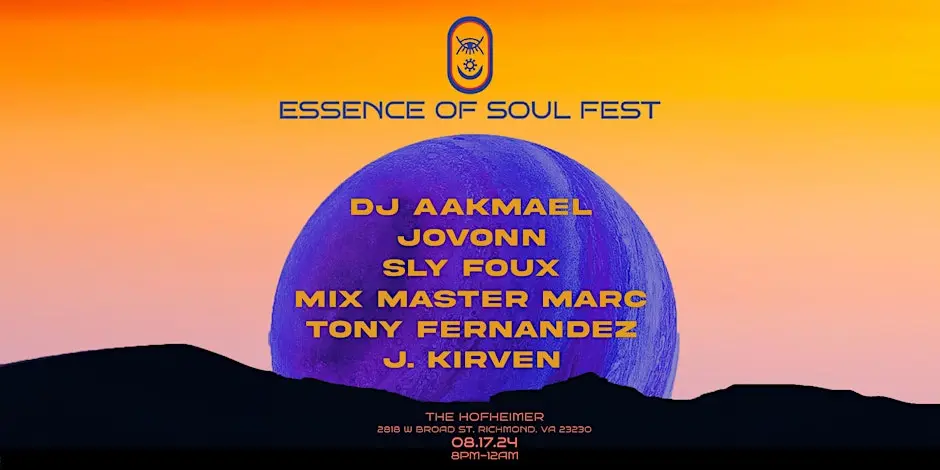 ESSENCE OF SOUL FEST
DJ AAKMAEL
JOVONN
SLY FOUX
MIX MASTER MARC
TONY FERNANDEZ
J. KIRVEN
THE HOFHEIMER
2818 W BROAD ST. RICHMOND, VA 23230
08.17.24
8PM-12AM